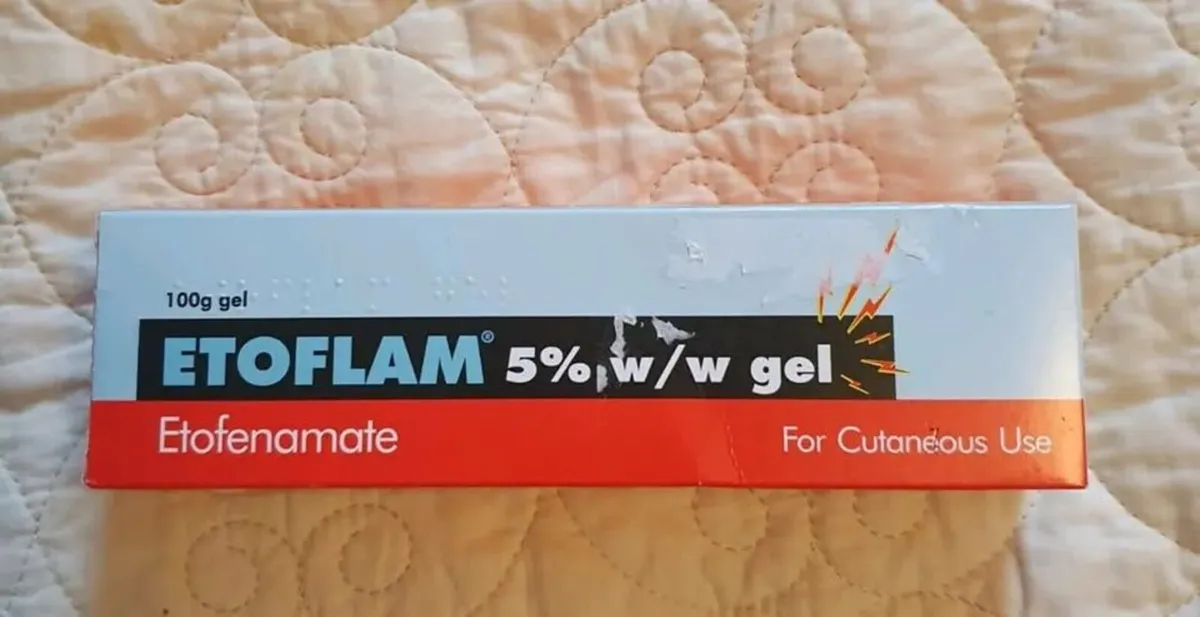 100g gel
ETOFLAM® 5% w/w gel
Etofenamate
For Cutaneous Use